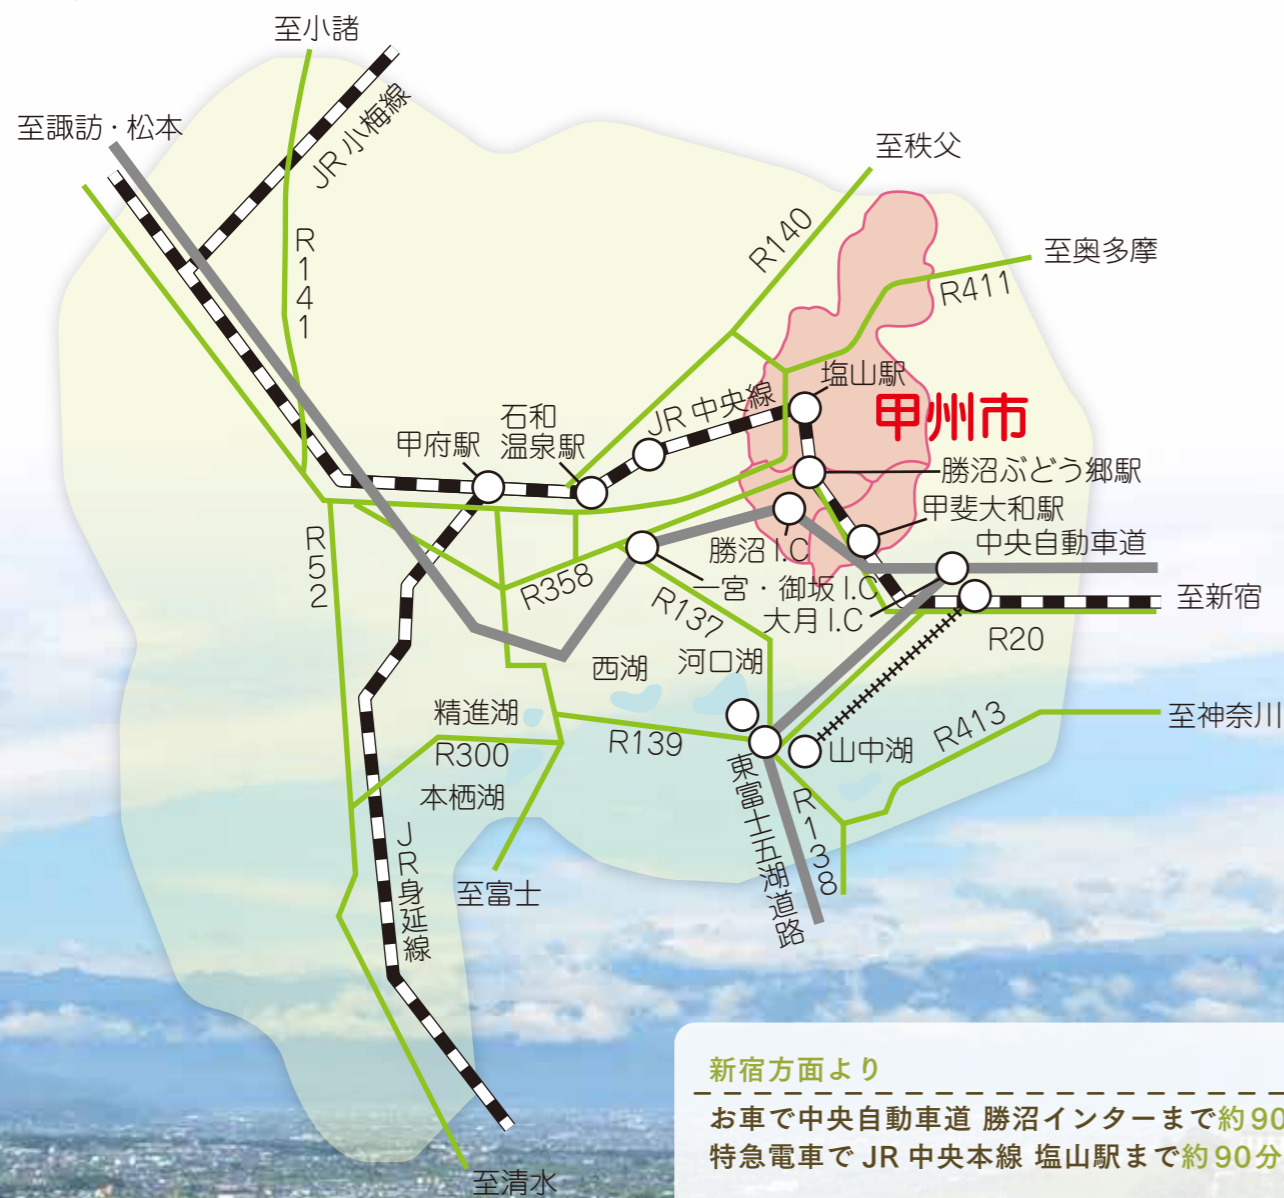 至小諸
至諏訪・松本
JR 小梅線
至秩父
R140
至奥多摩
R411
R141
塩山駅
甲州市
JR 中央線
石和
温泉駅
甲府駅
勝沼ぶどう郷駅
甲斐大和駅
中央自動車道
勝沼 I.C
一宮・御坂 I.C
大月 I.C
至新宿
R20
R52
R358
R137
西湖
河口湖
精進湖
R300
R139
本栖湖
山中湖
R413
至神奈川
東富士五湖道路
R138
JR身延線
至富士
至清水
新宿方面より
お車で中央自動車道 勝沼インターまで約90
特急電車で JR 中央本線 塩山駅まで約90分